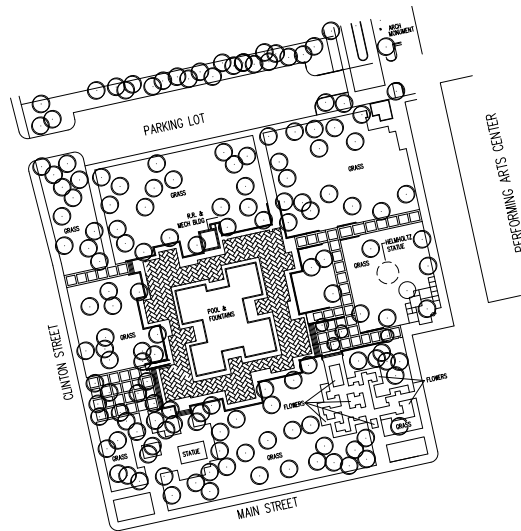 ARCH
MONUMENT
PARKING LOT
PERFORMING ARTS CENTER
GRASS
GRASS
R.R. &
MECH BLDG
GRASS
HELMHOLTZ
STATUE
GRASS
POOL &
FOUNTAINS
GRASS
CLINTON STREET
FLOWERS
FLOWERS
GRASS
STATUE
GRASS
GRASS
MAIN STREET